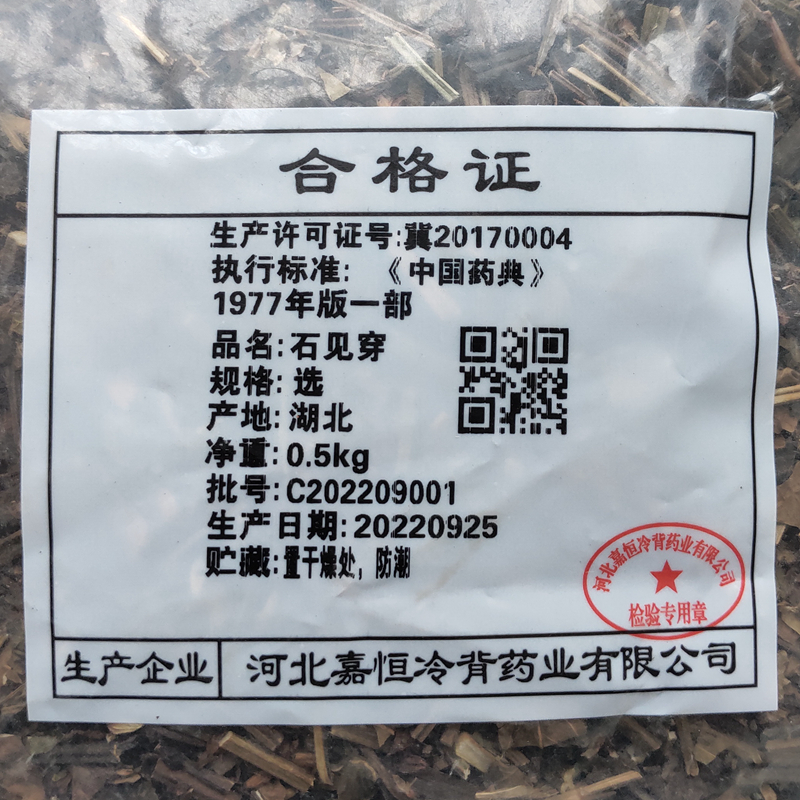 合格证
生产许可证号:冀20170004
执行标准:《中国药典》
1977年版一部
品名:石见穿
规格:选
产地:湖北
净重:0.5kg
批号:C202209001
生产日期:20220925
贮藏:置干燥处,防潮
河北嘉恒冷背药业有限公司
检验专用章
生产企业 河北嘉恒冷背药业有限公司